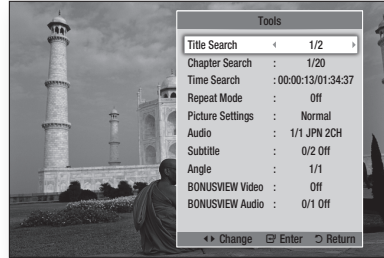 Tools
Title Search 1/2
Chapter Search : 1/20
Time Search : 00:00:13/01:34:37
Repeat Mode : Off
Picture Settings : Normal
Audio : 1/1 JPN 2CH
Subtitle : 0/2 Off
Angle : 1/1
BONUSVIEW Video : Off
BONUSVIEW Audio : 0/1 Off
Change Enter Return